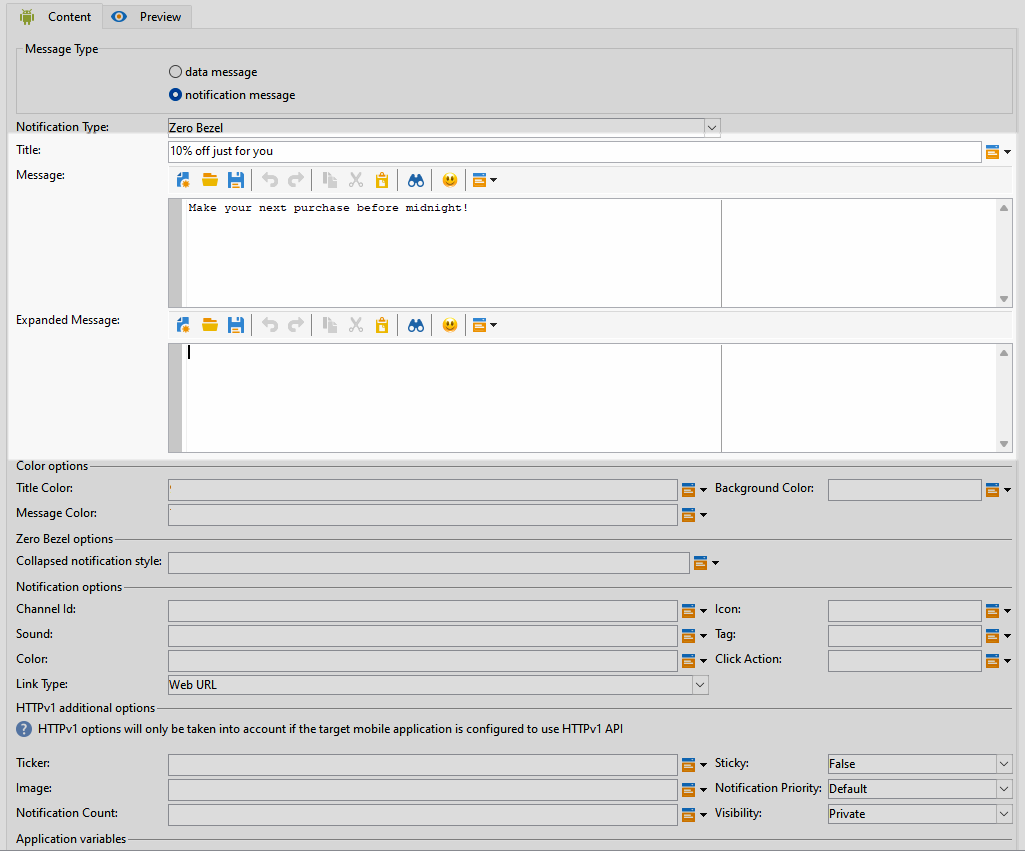 Content Preview
Message Type
data message
notification message
Notification Type: Zero Bezel
Title: 10% off just for you
Message:
Make your next purchase before midnight!
Expanded Message:
Color options
Title Color: Background Color:
Message Color:
Zero Bezel options
Collapsed notification style:
Notification options
Channel Id: Icon:
Sound: Tag:
Color: Click Action:
Link Type: Web URL
HTTPv1 additional options
HTTPv1 options will only be taken into account if the target mobile application is configured to use HTTPv1 API
Ticker: Sticky: False
Image: Notification Priority: Default
Notification Count: Visibility: Private
Application variables